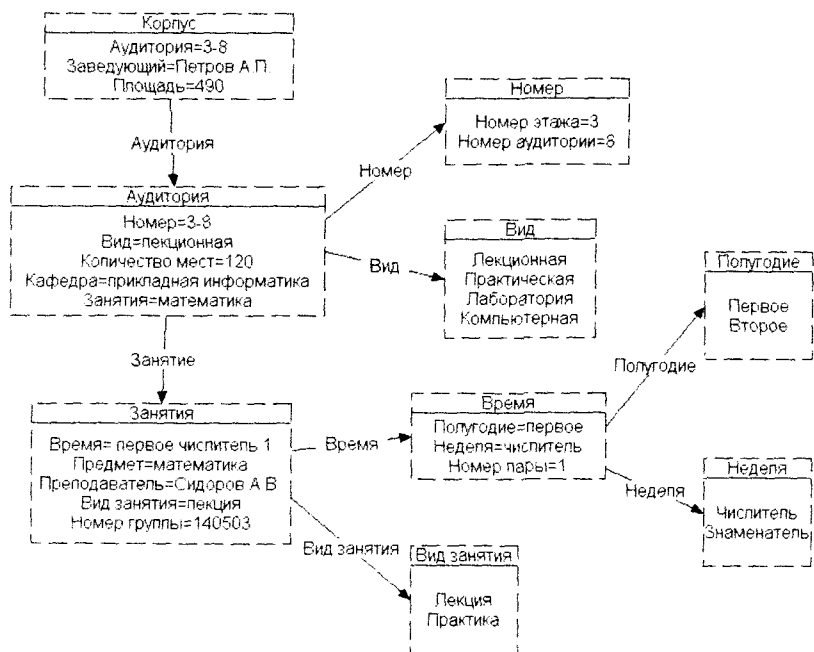 Корпус
Аудитория=3-8
Заведующий=Петров А.П.
Площадь=490
Аудитория
Номер
Номер этажа=3
Номер аудитории=8
Номер
Аудитория
Номер=3-8
Вид=лекционная
Количество мест=120
Кафедра=прикладная информатика
Занятия=математика
Вид
Вид
Лекционная
Практическая
Лаборатория
Компьютерная
Полугодие
Первое
Второе
Занятие
Полугодие
Занятия
Время= первое числитель 1
Предмет=математика
Преподаватель=Сидоров А В
Вид занятия=лекция
Номер группы=140503
Время
Время
Полугодие=первое
Неделя=числитель
Номер пары=1
Неделя
Неделя
Числитель
Знаменатель
Вид занятия
Вид занятия
Лекция
Практика